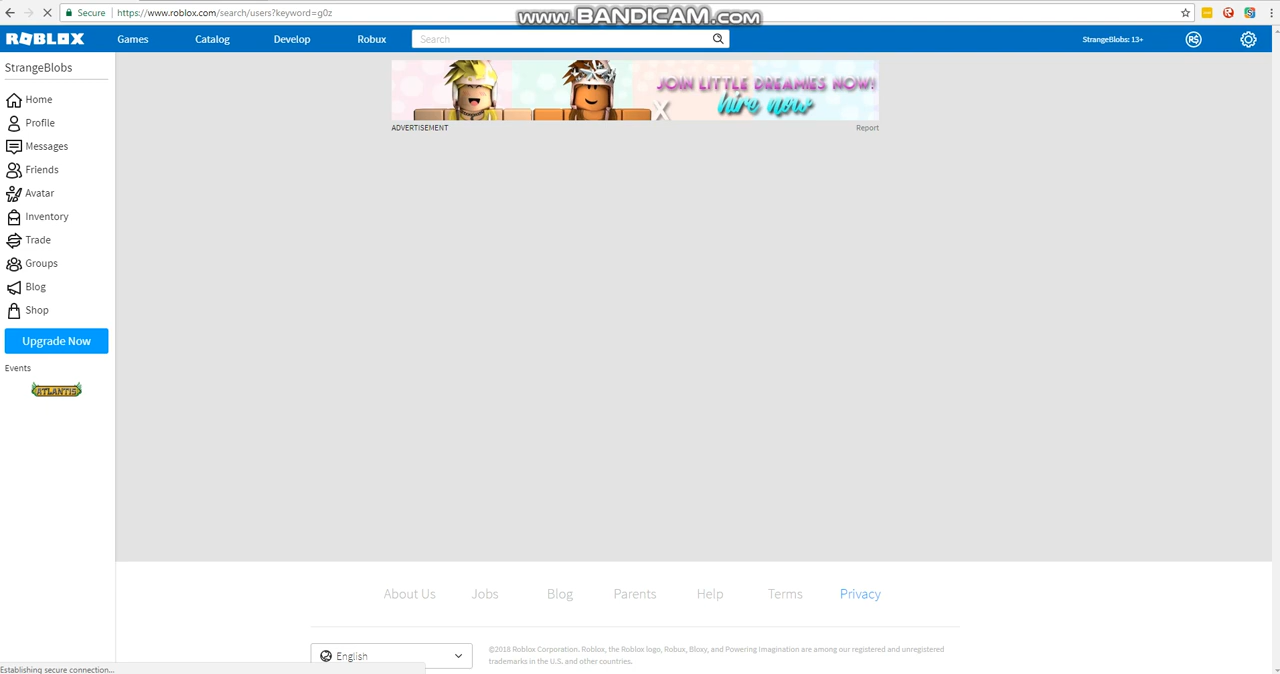 Secure
https://www.roblox.com/search/users?keyword=g0z
www.BANDICAM.com
ROBLOX
Games
Catalog
Develop
Robux
Search
StrangeBlobs: 13+
R$
StrangeBlobs
Home
Profile
Messages
Friends
Avatar
Inventory
Trade
Groups
Blog
Shop
Upgrade Now
Events
ATLANTIS
JOIN LITTLE DREAMIES NOW!
hire now
X
ADVERTISEMENT
Report
About Us
Jobs
Blog
Parents
Help
Terms
Privacy
English
©2018 Roblox Corporation. Roblox, the Roblox logo, Robux, Bloxy, and Powering Imagination are among our registered and unregistered
trademarks in the U.S. and other countries.
Establishing secure connection...